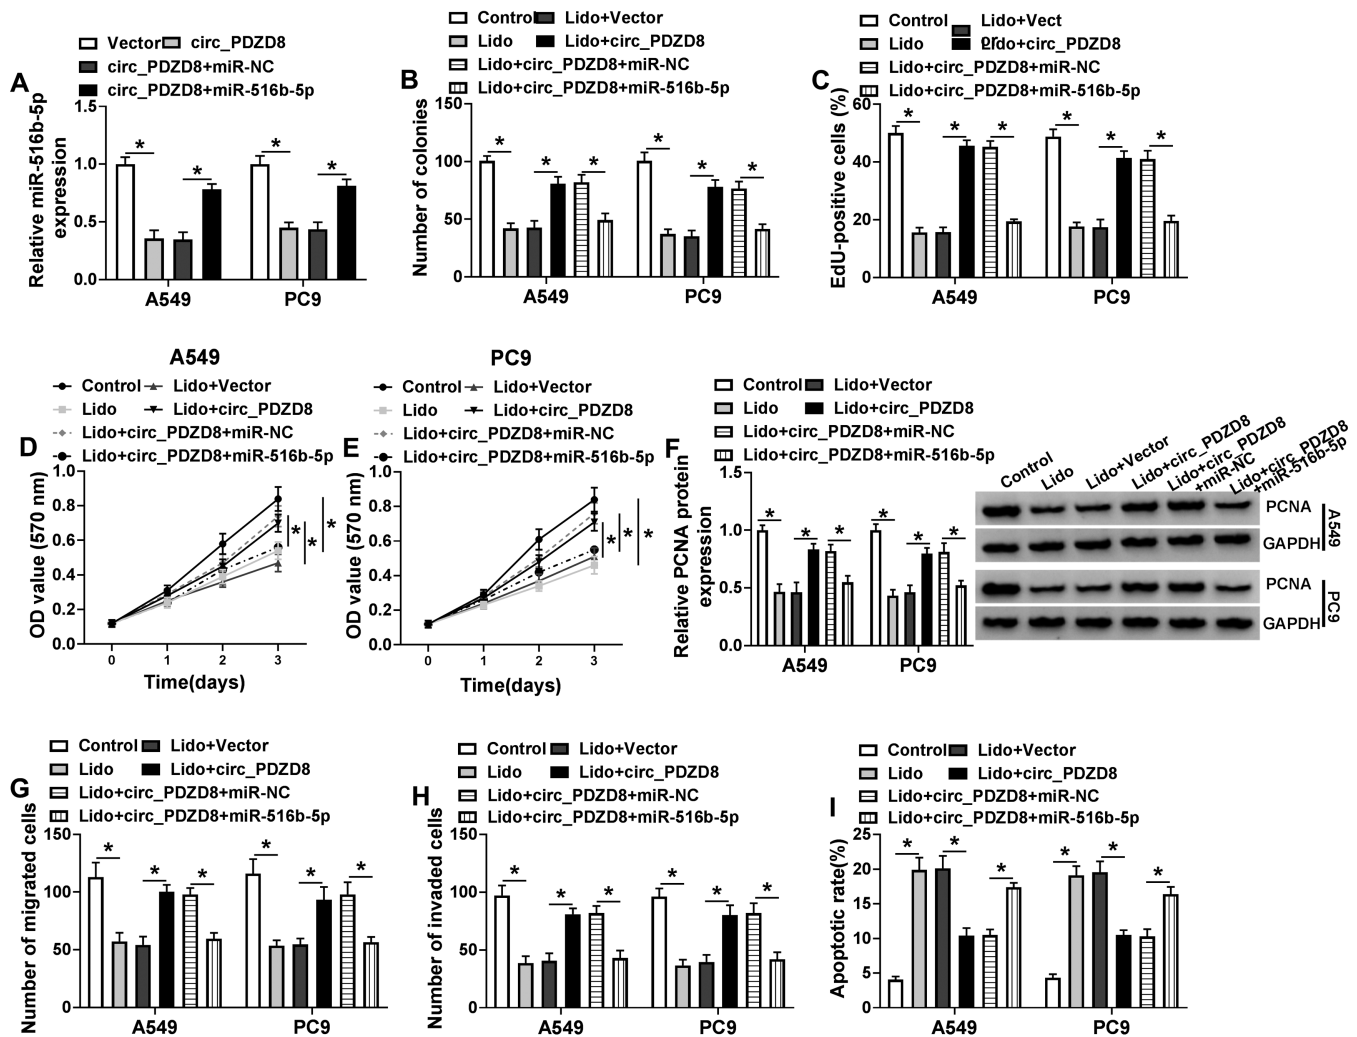 A
Vector circ_PDZD8
circ_PDZD8+miR-NC
circ_PDZD8+miR-516b-5p
Relative miR-516b-5p
expression
1.5
1.0
0.5
0.0
* * * *
A549 PC9
B
Control Lido+Vector
Lido Lido+circ_PDZD8
Lido+circ_PDZD8+miR-NC
Lido+circ_PDZD8+miR-516b-5p
Number of colonies
150
100
50
0
* * * * * *
A549 PC9
C
Control Lido+Vect
or
Lido Lido+circ_PDZD8
Lido+circ_PDZD8+miR-NC
Lido+circ_PDZD8+miR-516b-5p
EdU-positive cells (%)
60
40
20
0
* * * * * *
A549 PC9
D
A549
Control Lido+Vector
Lido Lido+circ_PDZD8
Lido+circ_PDZD8+miR-NC
Lido+circ_PDZD8+miR-516b-5p
OD value (570 nm)
1.0
0.8
0.6
0.4
0.2
0.0
* * *
0 1 2 3
Time(days)
E
PC9
Control Lido+Vector
Lido Lido+circ_PDZD8
Lido+circ_PDZD8+miR-NC
Lido+circ_PDZD8+miR-516b-5p
OD value (570 nm)
1.0
0.8
0.6
0.4
0.2
0.0
* * *
0 1 2 3
Time(days)
F
Control Lido+Vector
Lido Lido+circ_PDZD8
Lido+circ_PDZD8+miR-NC
Lido+circ_PDZD8+miR-516b-5p
Relative PCNA protein
expression
1.5
1.0
0.5
0.0
* * * * * *
A549 PC9
Control
Lido
Lido+Vector
Lido+circ_PDZD8
Lido+circ_PDZD8
+miR-NC
Lido+circ_PDZD8
+miR-516b-5p
PCNA
GAPDH
A549
PCNA
GAPDH
PC9
G
Control Lido+Vector
Lido Lido+circ_PDZD8
Lido+circ_PDZD8+miR-NC
Lido+circ_PDZD8+miR-516b-5p
Number of migrated cells
150
100
50
0
* * * * * *
A549 PC9
H
Control Lido+Vector
Lido Lido+circ_PDZD8
Lido+circ_PDZD8+miR-NC
Lido+circ_PDZD8+miR-516b-5p
Number of invaded cells
150
100
50
0
* * * * * *
A549 PC9
I
Control Lido+Vector
Lido Lido+circ_PDZD8
Lido+circ_PDZD8+miR-NC
Lido+circ_PDZD8+miR-516b-5p
Apoptotic rate(%)
25
20
15
10
5
0
* * * * * *
A549 PC9